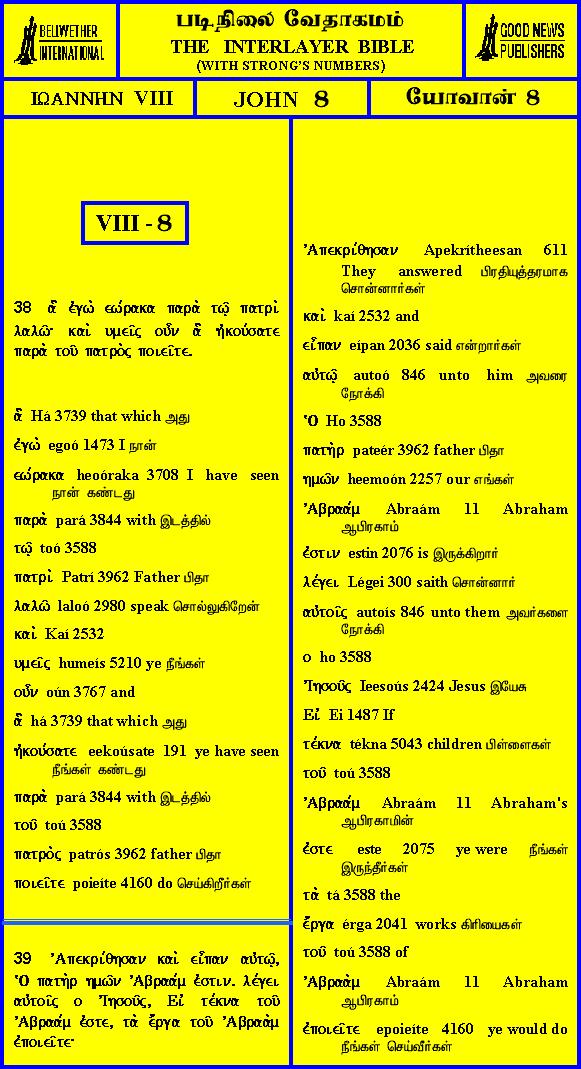 BELLWETHER
INTERNATIONAL
படிநிலை வேதாகமம்
THE INTERLAYER BIBLE
(WITH STRONG'S NUMBERS)
GOOD NEWS
PUBLISHERS
ΙΩΑΝΝΗΝ VIII
JOHN 8
யோவான் 8
VIII - 8
38 ἃ ἐγὼ εώρακα παρὰ τῷ πατρὶ
λαλῶ· καὶ υμεῖς οὖν ἃ ἠκούσατε
παρὰ τοῦ πατρὸς ποιεῖτε.
ἃ Há 3739 that which அது
ἐγὼ egoó 1473 I நான்
εώρακα heoóraka 3708 I have seen
நான் கண்டது
παρὰ pará 3844 with இடத்தில்
τῷ toó 3588
πατρὶ Patrí 3962 Father பிதா
λαλῶ laloó 2980 speak சொல்லுகிறேன்
καὶ Kaí 2532
υμεῖς humeís 5210 ye நீங்கள்
οὖν oún 3767 and
ἃ há 3739 that which அது
ἠκούσατε eekoúsate 191 ye have seen
நீங்கள் கண்டது
παρὰ pará 3844 with இடத்தில்
τοῦ toú 3588
πατρὸς patrós 3962 father பிதா
ποιεῖτε poieíte 4160 do செய்கிறீர்கள்
39 Ἀπεκρίθησαν καὶ εἶπαν αὐτῷ,
Ὁ πατὴρ ημῶν Ἀβραάμ ἐστιν. λέγει
αὐτοῖς ο Ἰησοῦς, Εἰ τέκνα τοῦ
Ἀβραάμ ἐστε, τὰ ἔργα τοῦ Ἀβραὰμ
ἐποιεῖτε·
Ἀπεκρίθησαν Apekrítheesan 611
They answered பிரதியுத்தரமாக
சொன்னார்கள்
καὶ kaí 2532 and
εἶπαν eípan 2036 said என்றார்கள்
αὐτῷ autoó 846 unto him அவரை
நோக்கி
Ὁ Ho 3588
πατὴρ pateér 3962 father பிதா
ημῶν heemoón 2257 our எங்கள்
Ἀβραάμ Abraám 11 Abraham
ஆபிரகாம்
ἐστιν estin 2076 is இருக்கிறார்
λέγει Légei 300 saith சொன்னார்
αὐτοῖς autoís 846 unto them அவர்களை
நோக்கி
ο ho 3588
Ἰησοῦς Ieesoús 2424 Jesus இயேசு
Εἰ Ei 1487 If
τέκνα tékna 5043 children பிள்ளைகள்
τοῦ toú 3588
Ἀβραάμ Abraám 11 Abraham's
ஆபிரகாமின்
ἐστε este 2075 ye were நீங்கள்
இருந்தீர்கள்
τὰ tá 3588 the
ἔργα érga 2041 works கிரியைகள்
τοῦ toú 3588 of
Ἀβραὰμ Abraám 11 Abraham
ஆபிரகாம்
ἐποιεῖτε epoieíte 4160 ye would do
நீங்கள் செய்வீர்கள்